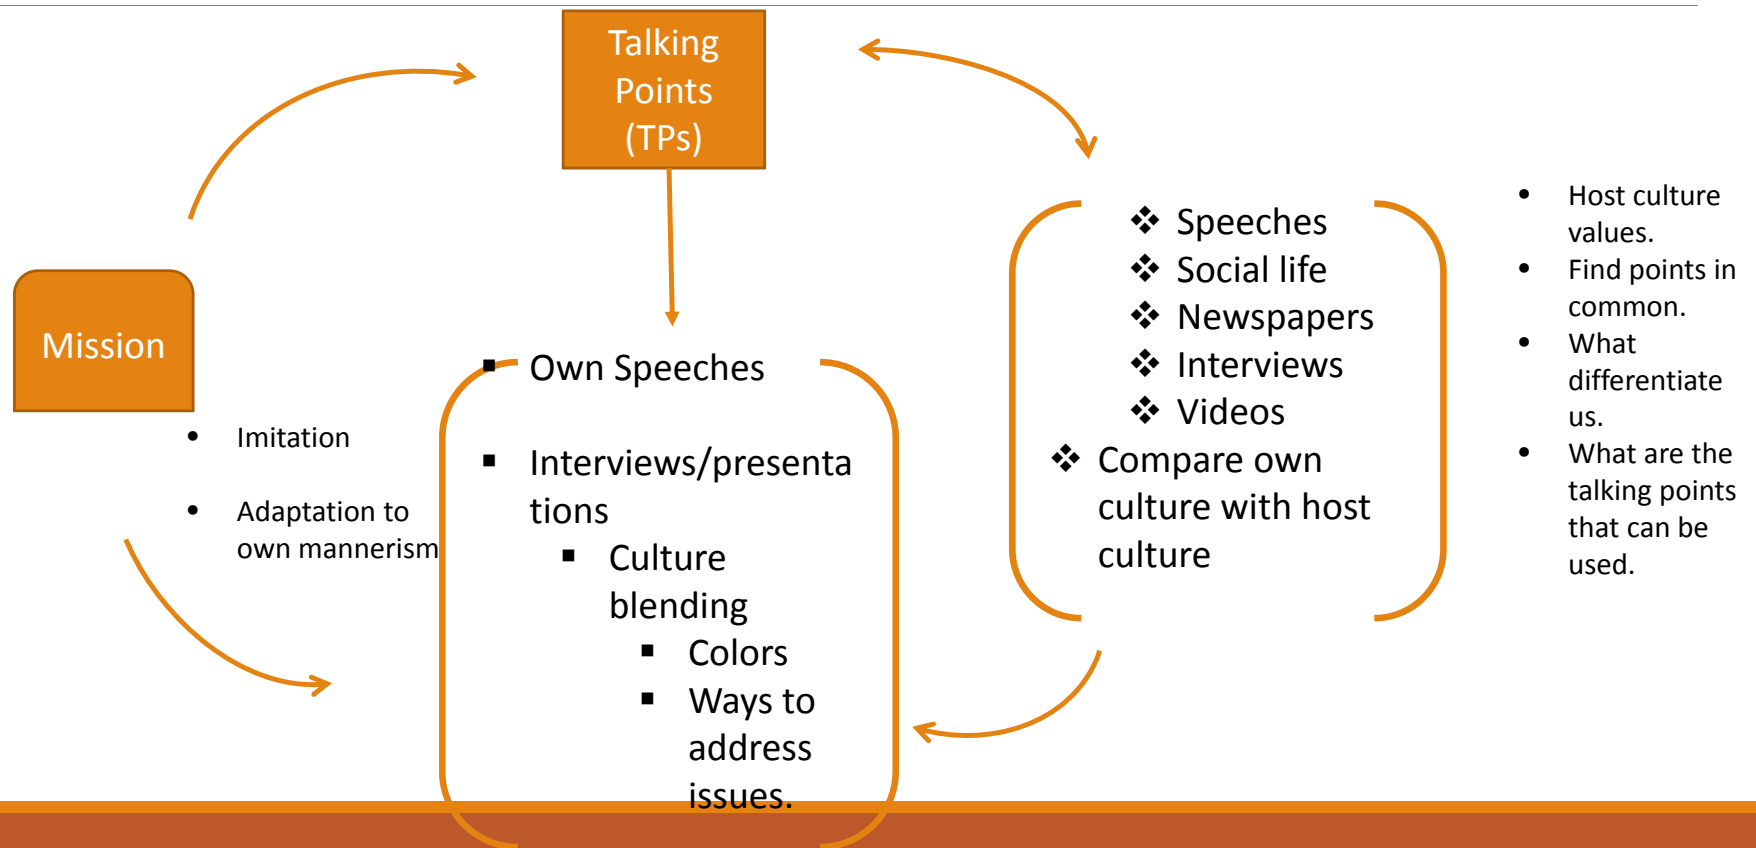 Talking
Points
(TPs)
Mission
• Imitation
• Adaptation to
own mannerism
▪ Own Speeches
▪ Interviews/presenta
tions
▪ Culture
blending
▪ Colors
▪ Ways to
address
issues.
❖ Speeches
❖ Social life
❖ Newspapers
❖ Interviews
❖ Videos
❖ Compare own
culture with host
culture
• Host culture
values.
• Find points in
common.
• What
differentiate
us.
• What are the
talking points
that can be
used.